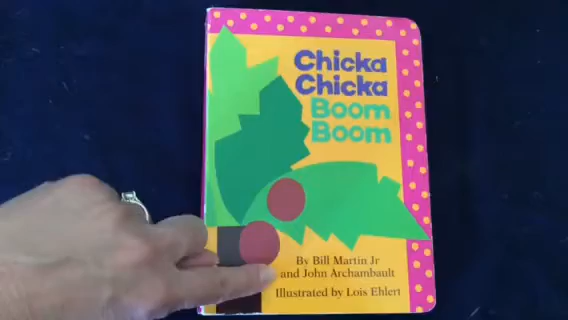 Chicka
Chicka
Boom
Boom
By Bill Martin Jr
and John Archambault
Illustrated by Lois Ehlert